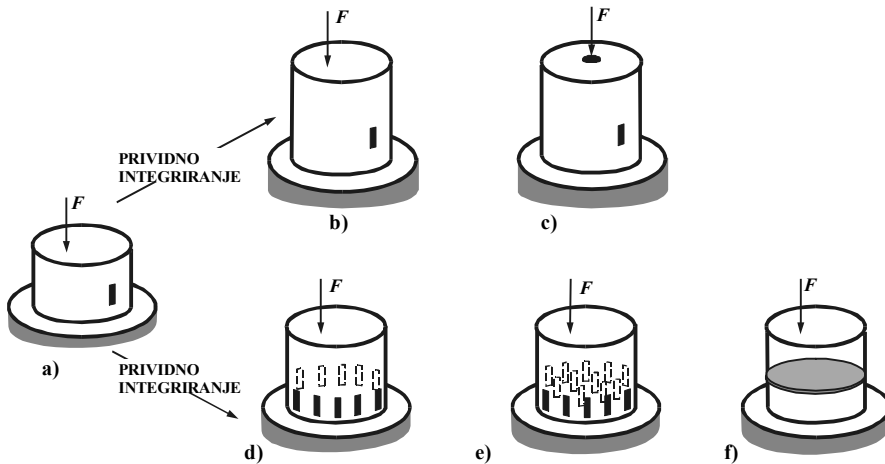 F
F
PRIVIDNO
INTEGRIRANJE
b)
c)
F
a)
PRIVIDNO
INTEGRIRANJE
F
F
F
d)
e)
f)